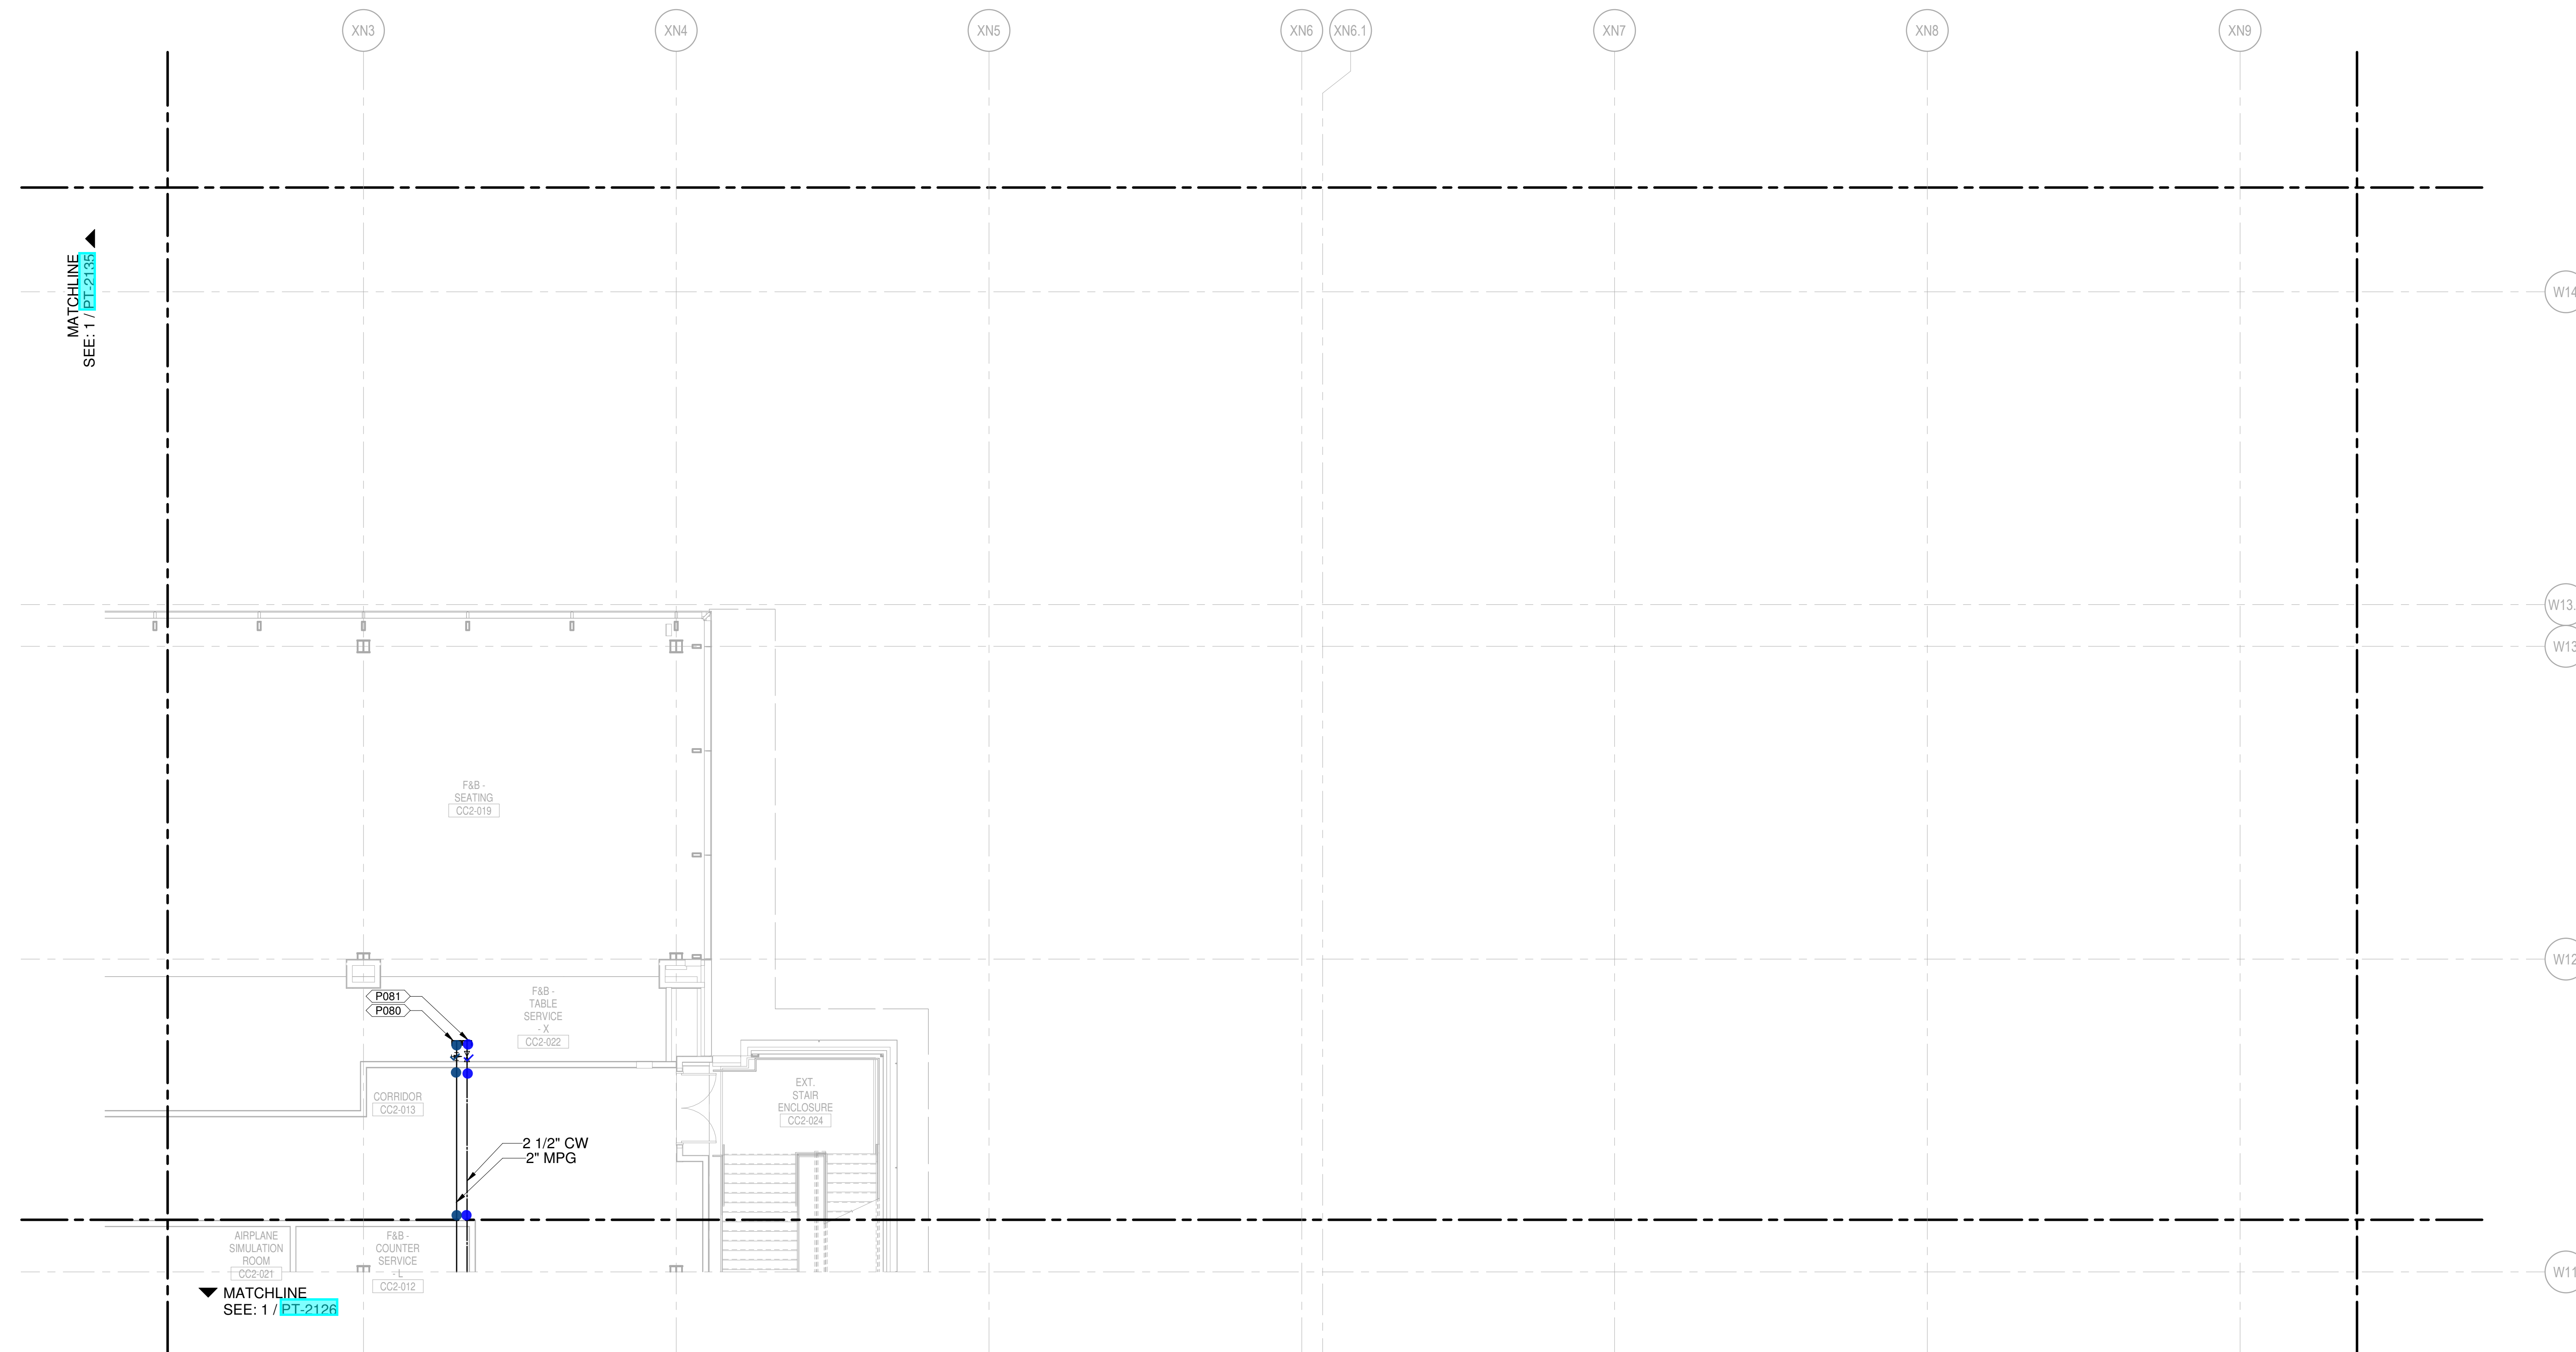 XN3
XN4
XN5
XN6
XN6.1
XN7
XN8
XN9
MATCHLINE
SEE: 1 / PT-2135
W14
W13.
W13
F&B -
SEATING
CC2-019
W12
P081
P080
F&B -
TABLE
SERVICE
- X
CC2-022
CORRIDOR
CC2-013
EXT.
STAIR
ENCLOSURE
CC2-024
2 1/2" CW
2" MPG
AIRPLANE
SIMULATION
ROOM
CC2-021
F&B -
COUNTER
SERVICE
- L
CC2-012
W11
MATCHLINE
SEE: 1 / PT-2126